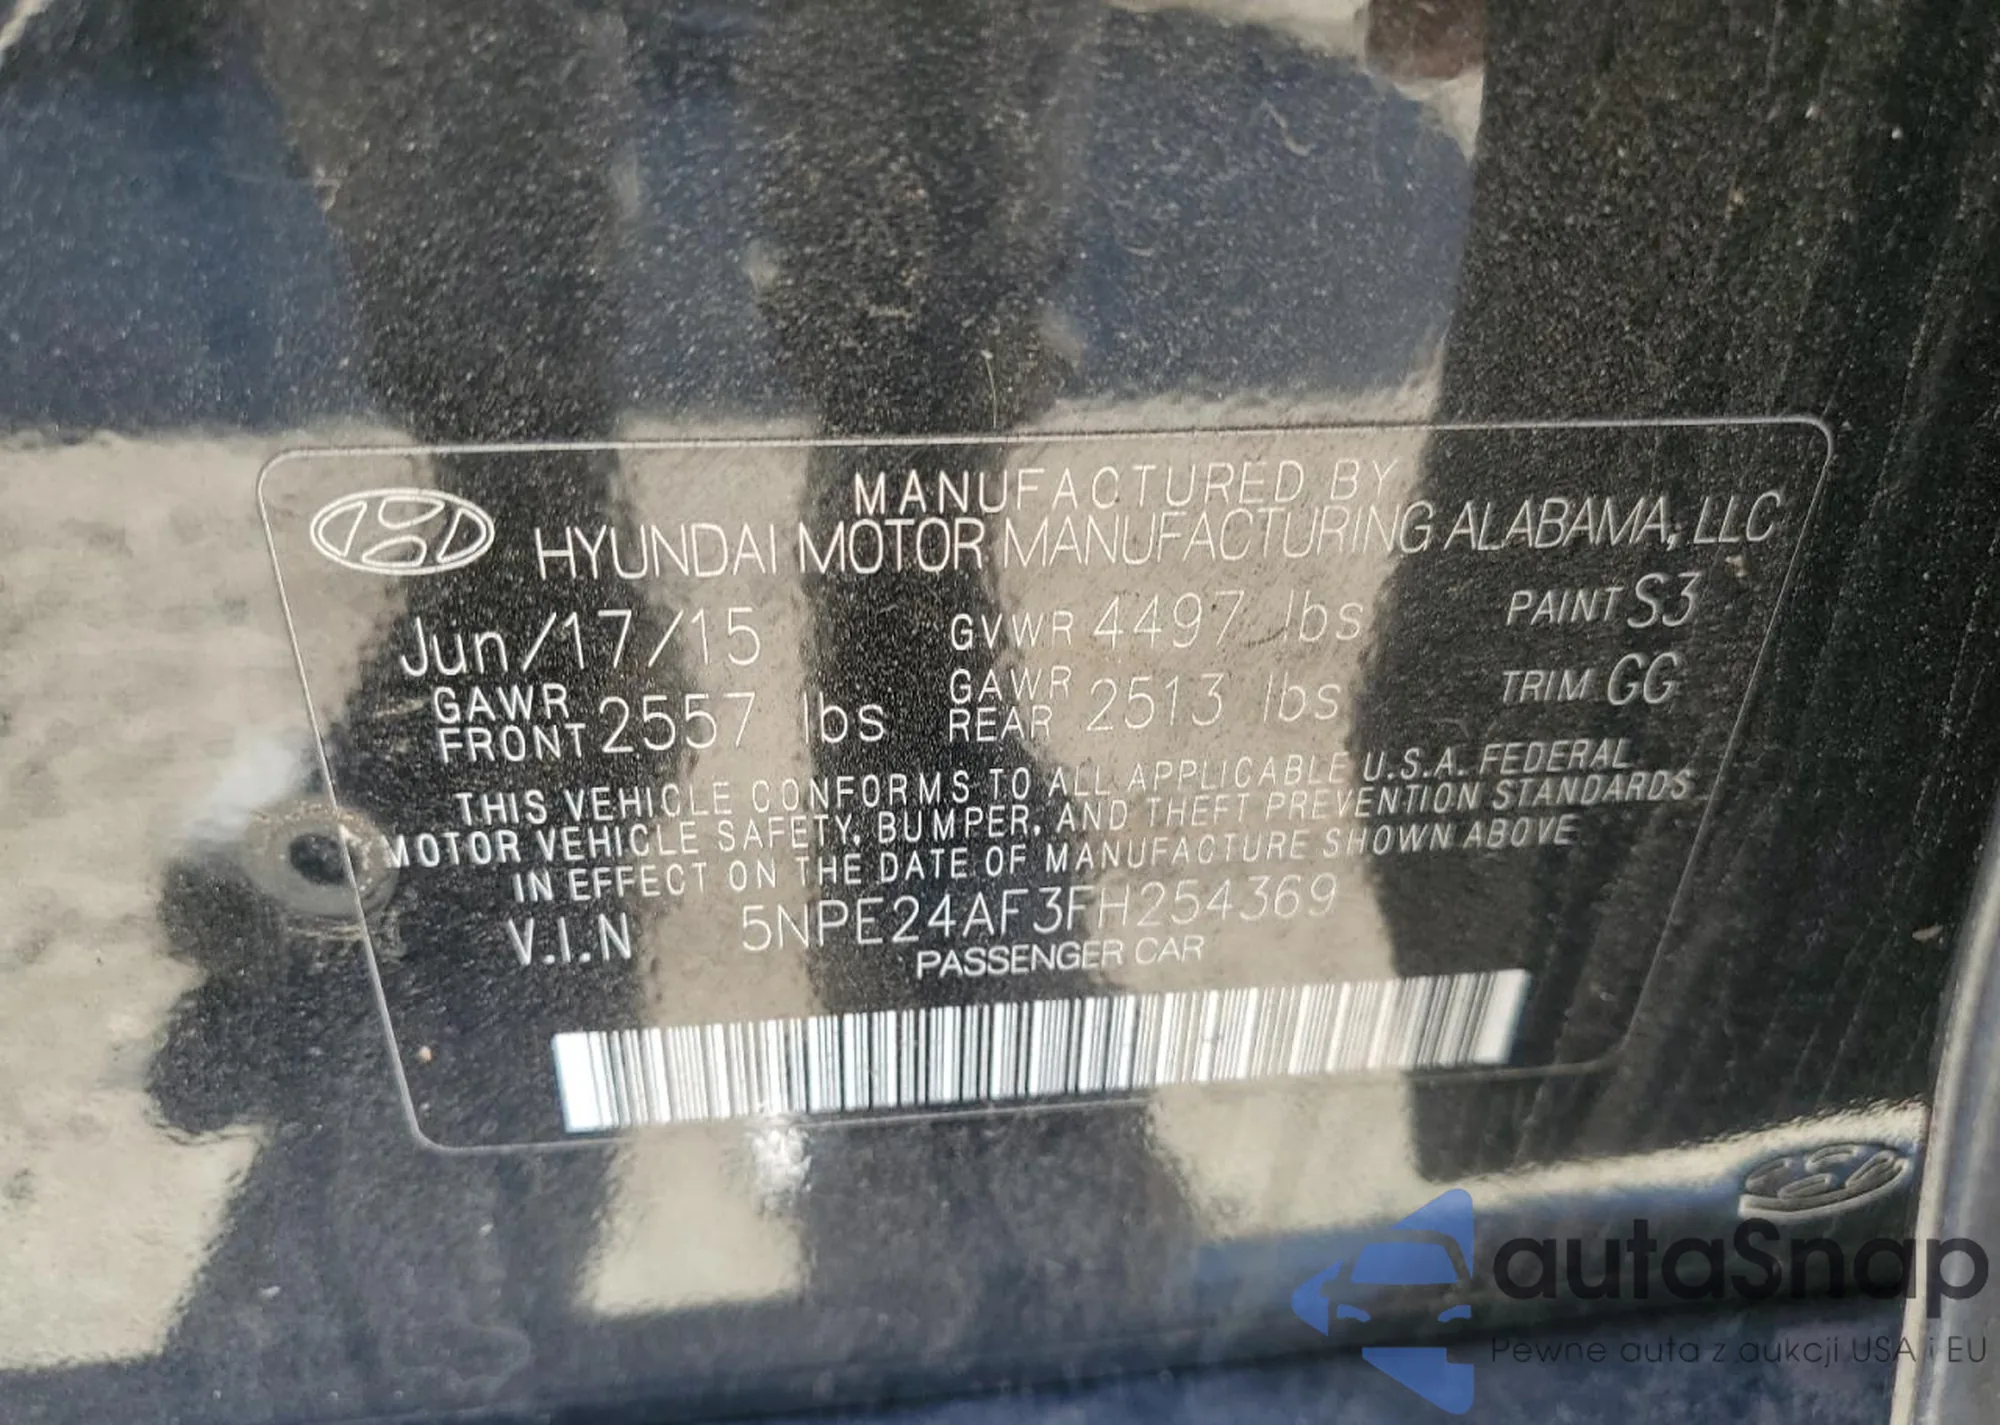 MANUFACTURED BY
HYUNDAI MOTOR MANUFACTURING ALABAMA, LLC
Jun/17/15 GVWR 4497 lbs PAINT S3
GAWR FRONT 2557 lbs GAWR REAR 2513 lbs TRIM GG
THIS VEHICLE CONFORMS TO ALL APPLICABLE U.S.A. FEDERAL
MOTOR VEHICLE SAFETY, BUMPER, AND THEFT PREVENTION STANDARDS
IN EFFECT ON THE DATE OF MANUFACTURE SHOWN ABOVE
V.I.N 5NPE24AF3FH254369
PASSENGER CAR
autaSnap
Pewne auta z aukcji USA i EU